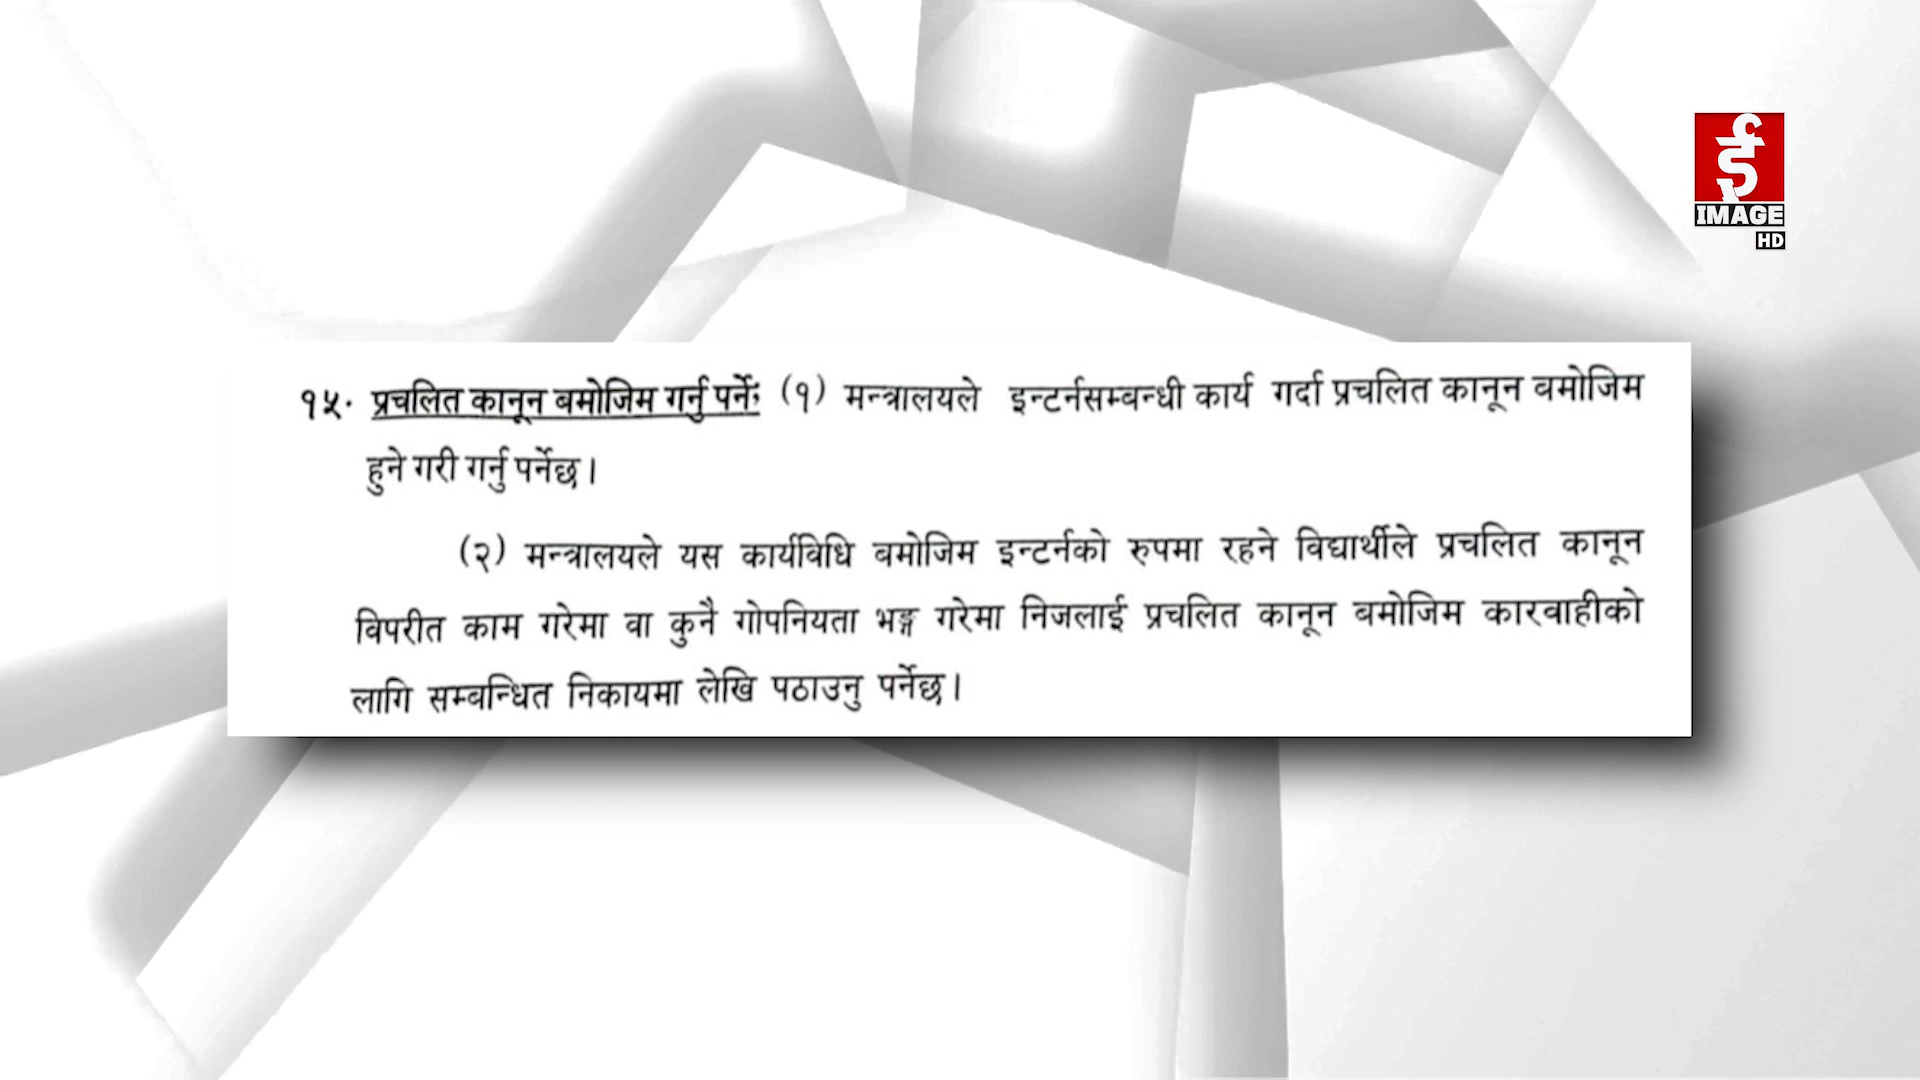 IMAGE
HD
१५. प्रचलित कानून बमोजिम गर्नु पर्नेः (१) मन्त्रालयले इन्टर्नसम्बन्धी कार्य गर्दा प्रचलित कानून बमोजिम
हुने गरी गर्नु पर्नेछ।
(२) मन्त्रालयले यस कार्यविधि बमोजिम इन्टर्नको रुपमा रहने विद्यार्थीले प्रचलित कानून
विपरीत काम गरेमा वा कुनै गोपनियता भङ्ग गरेमा निजलाई प्रचलित कानून बमोजिम कारवाहीको
लागि सम्बन्धित निकायमा लेखि पठाउनु पर्नेछ।